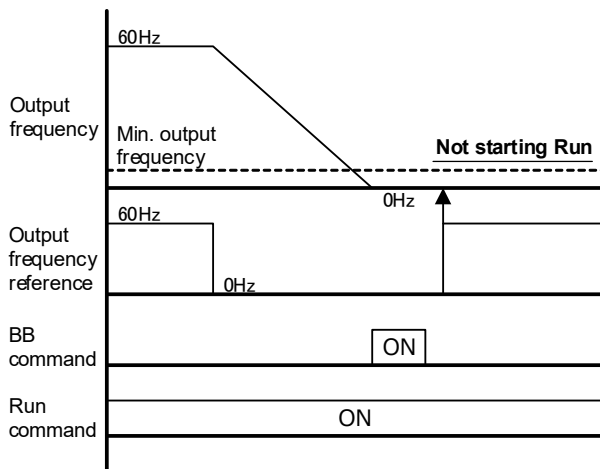 60Hz
Output
frequency
Min. output
frequency
Not starting Run
0Hz
60Hz
Output
frequency
reference
0Hz
BB
command
ON
Run
command
ON